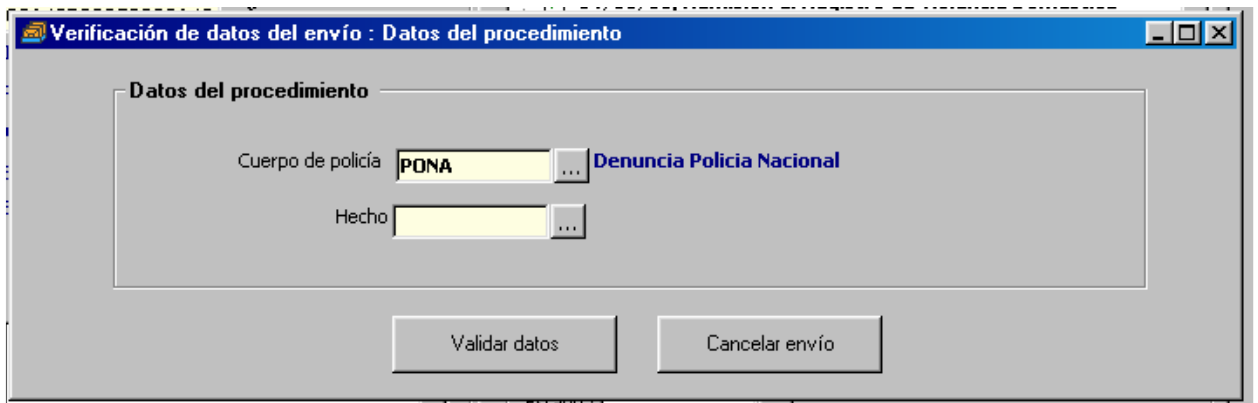 Verificación de datos del envío : Datos del procedimiento
Datos del procedimiento
Cuerpo de policía PONA ... Denuncia Policia Nacional
Hecho ...
Validar datos Cancelar envío